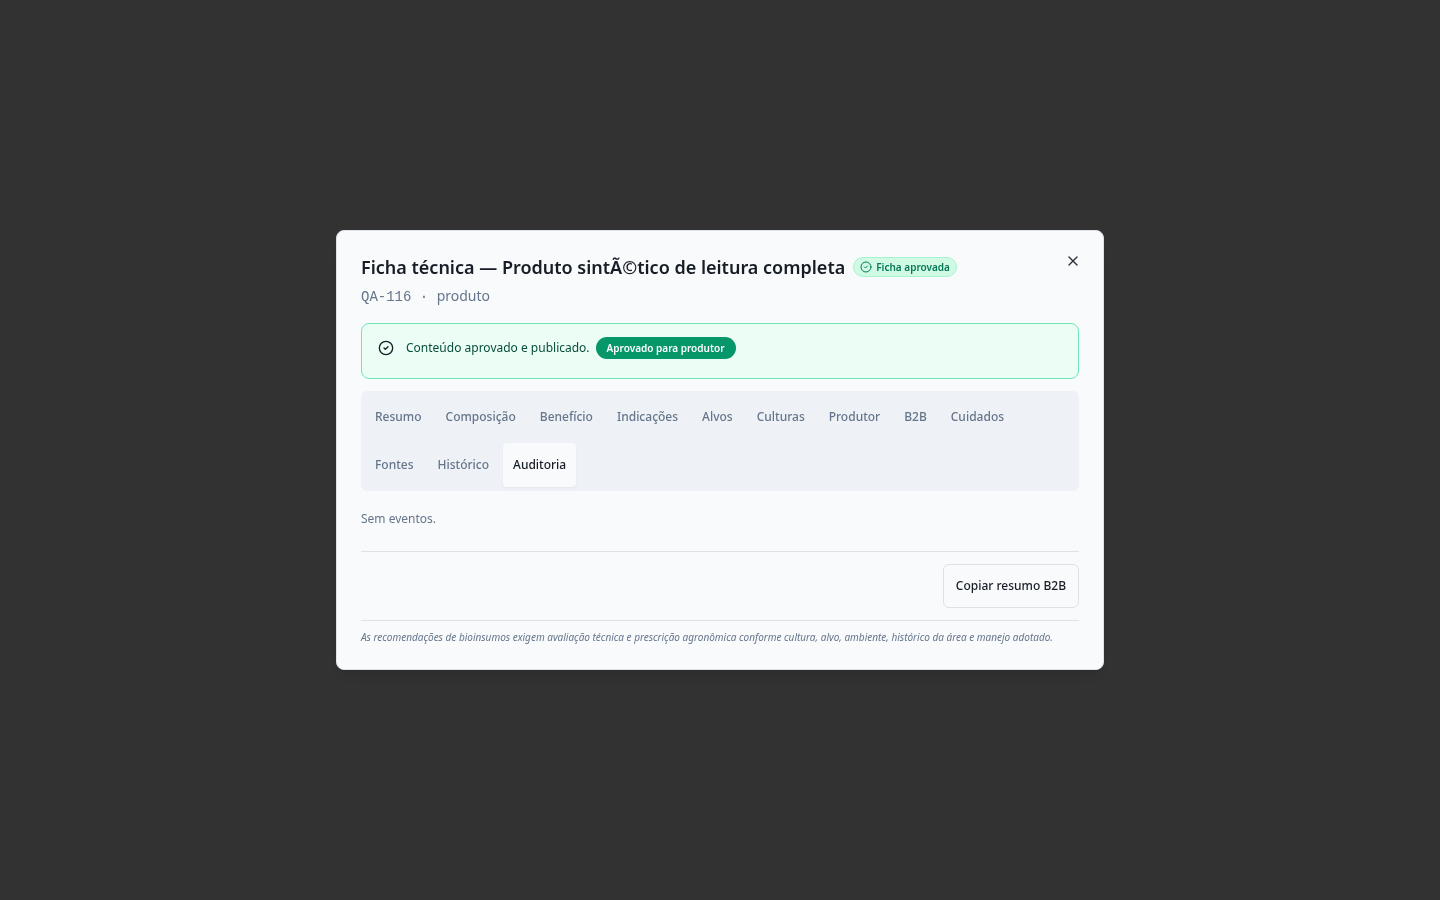 Ficha técnica — Produto sintÃ©tico de leitura completa Ficha aprovada
QA-116 · produto
Conteúdo aprovado e publicado. Aprovado para produtor
Resumo Composição Benefício Indicações Alvos Culturas Produtor B2B Cuidados
Fontes Histórico Auditoria
Sem eventos.
Copiar resumo B2B
As recomendações de bioinsumos exigem avaliação técnica e prescrição agronômica conforme cultura, alvo, ambiente, histórico da área e manejo adotado.